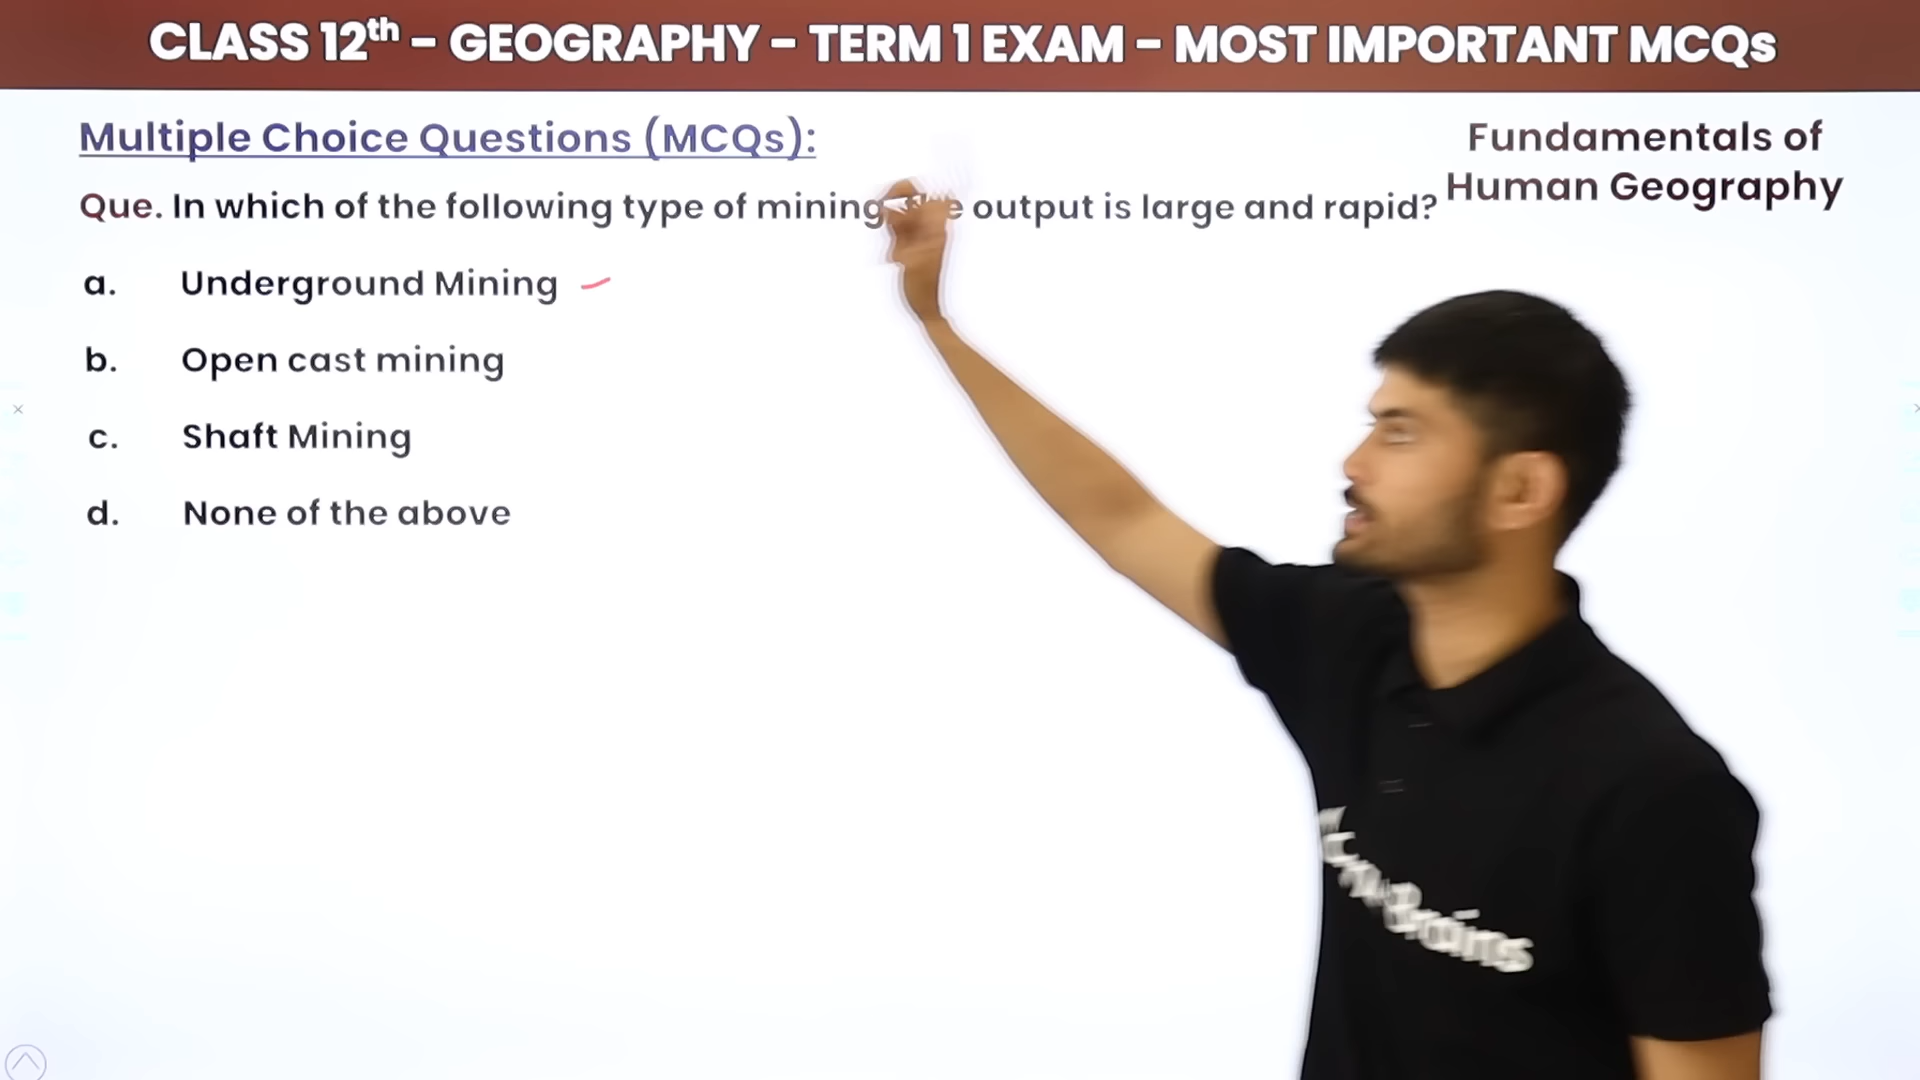 CLASS 12th - GEOGRAPHY - TERM 1 EXAM - MOST IMPORTANT MCQs
Multiple Choice Questions (MCQs):
Fundamentals of
Human Geography
Que. In which of the following type of mining output is large and rapid?
a. Underground Mining
b. Open cast mining
c. Shaft Mining
d. None of the above
Brains